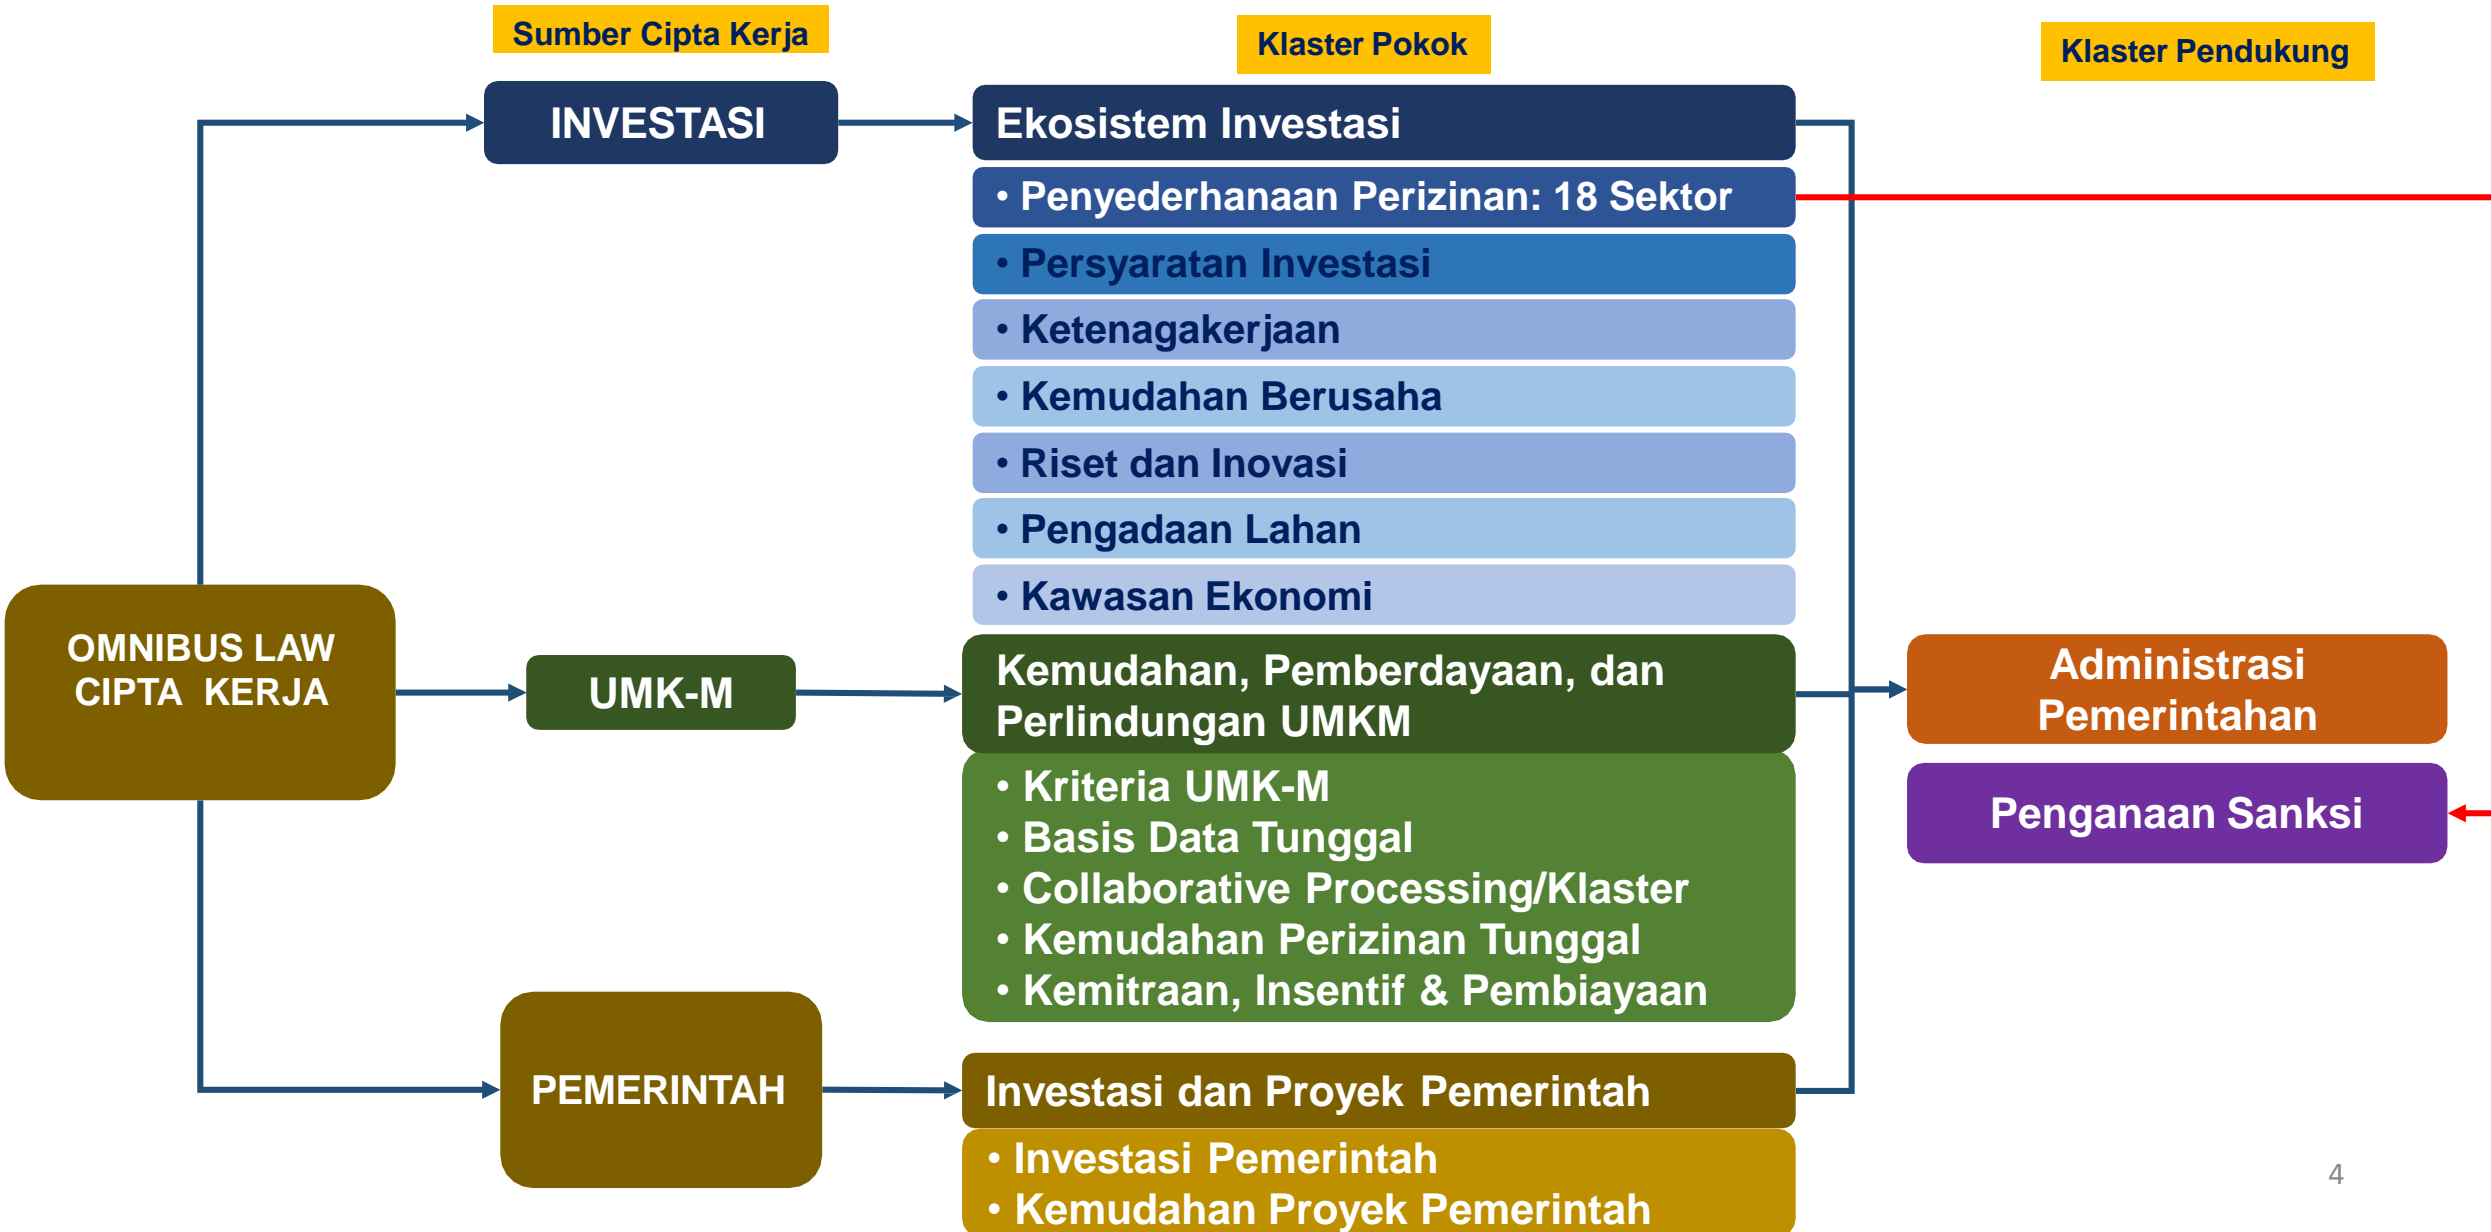 Sumber Cipta Kerja
Klaster Pokok
Klaster Pendukung
INVESTASI
Ekosistem Investasi
• Penyederhanaan Perizinan: 18 Sektor
• Persyaratan Investasi
• Ketenagakerjaan
• Kemudahan Berusaha
• Riset dan Inovasi
• Pengadaan Lahan
• Kawasan Ekonomi
OMNIBUS LAW
CIPTA KERJA
UMK-M
Kemudahan, Pemberdayaan, dan
Perlindungan UMKM
• Kriteria UMK-M
• Basis Data Tunggal
• Collaborative Processing/Klaster
• Kemudahan Perizinan Tunggal
• Kemitraan, Insentif & Pembiayaan
Administrasi
Pemerintahan
Penganaan Sanksi
PEMERINTAH
Investasi dan Proyek Pemerintah
• Investasi Pemerintah
• Kemudahan Proyek Pemerintah
4